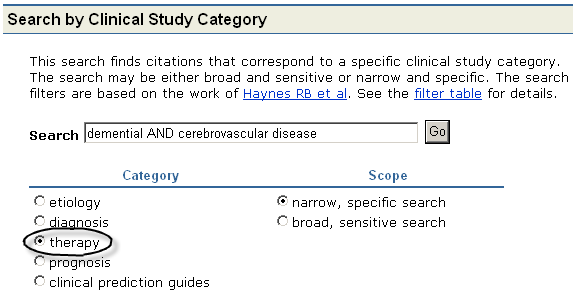 Search by Clinical Study Category
This search finds citations that correspond to a specific clinical study category.
The search may be either broad and sensitive or narrow and specific. The search
filters are based on the work of Haynes RB et al. See the filter table for details.
Search demential AND cerebrovascular disease Go
Category Scope
etiology narrow, specific search
diagnosis broad, sensitive search
therapy
prognosis
clinical prediction guides